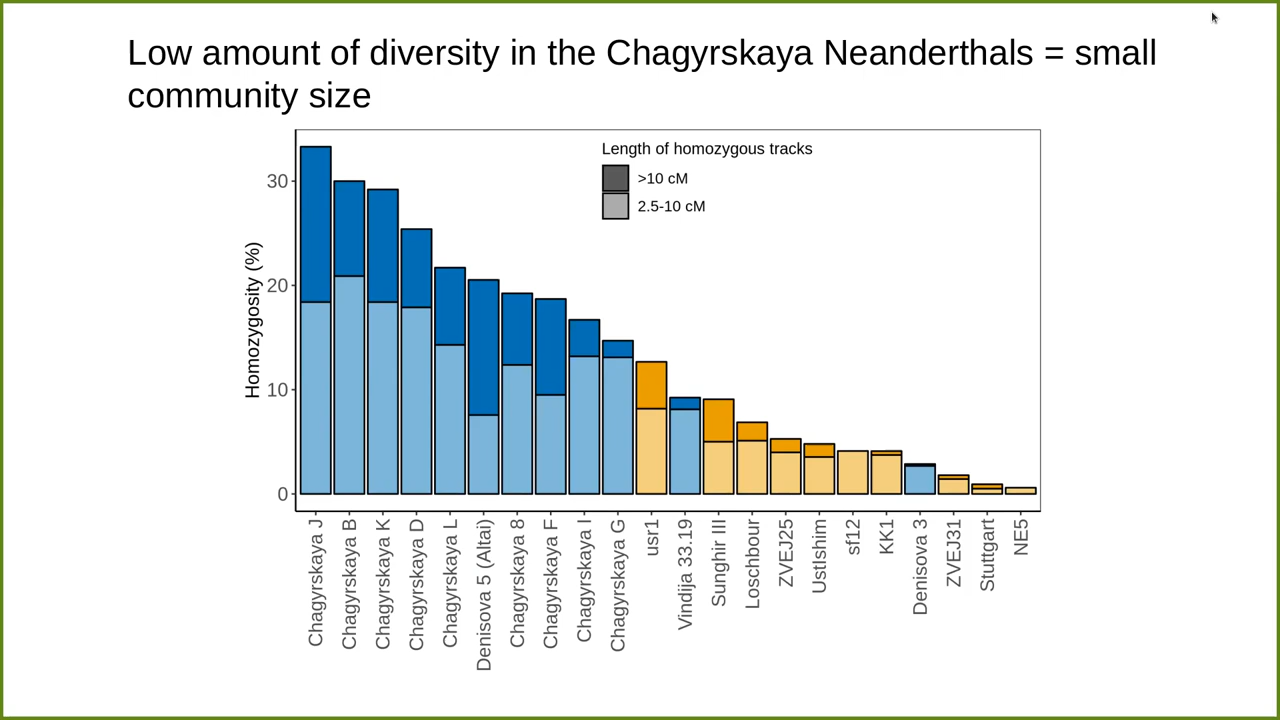 Low amount of diversity in the Chagyrskaya Neanderthals = small
community size
Length of homozygous tracks
>10 cM
2.5-10 cM
Homozygosity (%)
30
20
10
0
Chagyrskaya J
Chagyrskaya B
Chagyrskaya K
Chagyrskaya D
Chagyrskaya L
Denisova 5 (Altai)
Chagyrskaya 8
Chagyrskaya F
Chagyrskaya I
Chagyrskaya G
usr1
Vindija 33.19
Sunghir III
Loschbour
ZVEJ25
UstIshim
sf12
KK1
Denisova 3
ZVEJ31
Stuttgart
NE5